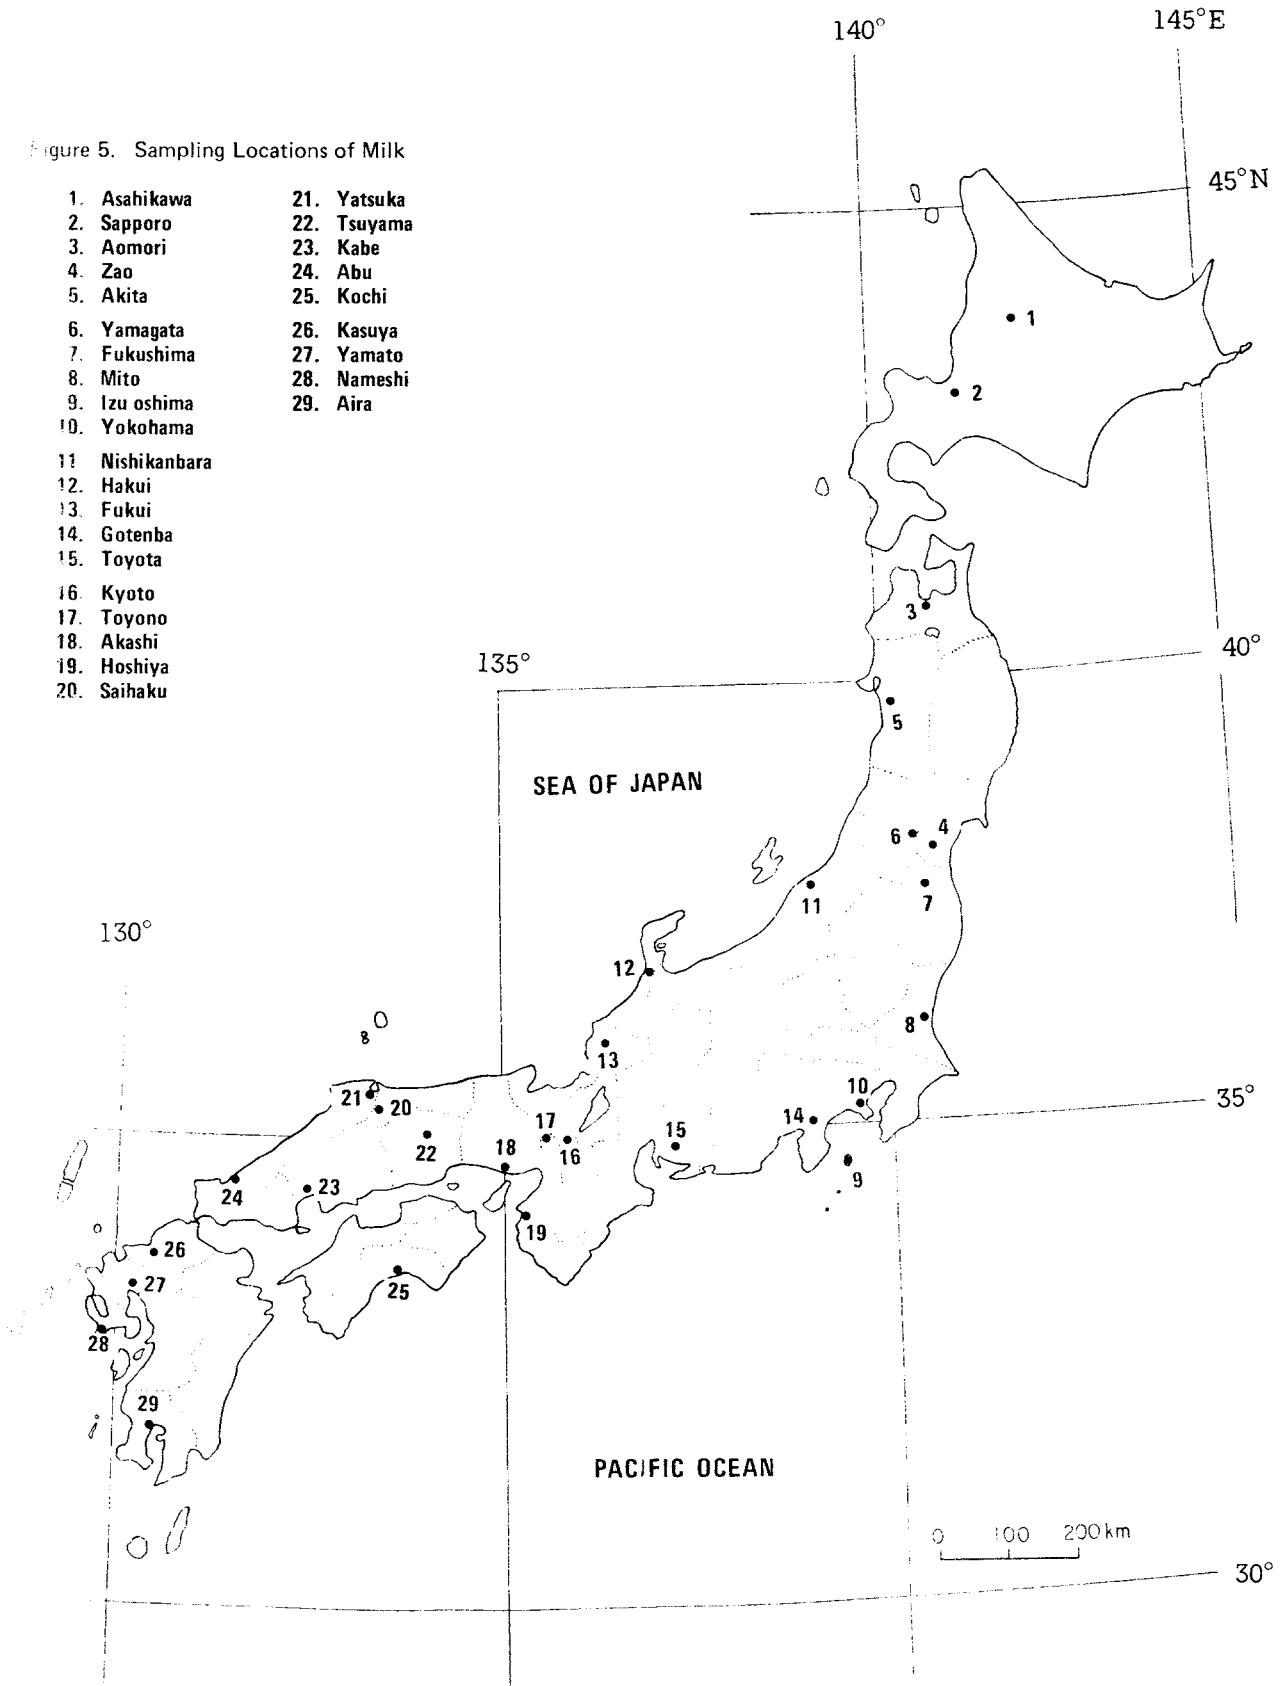 140°
145°E
Figure 5. Sampling Locations of Milk
1. Asahikawa
2. Sapporo
3. Aomori
4. Zao
5. Akita
6. Yamagata
7. Fukushima
8. Mito
9. Izu oshima
10. Yokohama
11 Nishikanbara
12. Hakui
13. Fukui
14. Gotenba
15. Toyota
16. Kyoto
17. Toyono
18. Akashi
19. Hoshiya
20. Saihaku
21. Yatsuka
22. Tsuyama
23. Kabe
24. Abu
25. Kochi
26. Kasuya
27. Yamato
28. Nameshi
29. Aira
45°N
1
2
3
40°
135°
5
SEA OF JAPAN
6
4
7
11
130°
12
8
13
21
20
10
35°
14
22
17
16
15
18
9
24
23
19
26
27
25
28
29
PACIFIC OCEAN
0 100 200 km
30°